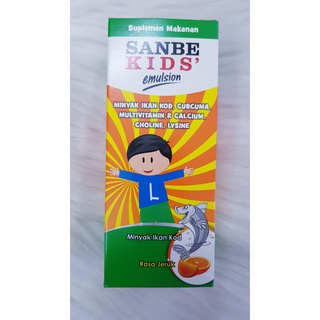 Suplemen Makanan
SANBE
KIDS'
emulsion
MINYAK IKAN KOD, CURCUMA
MULTIVITAMIN & CALCIUM,
CHOLINE, LYSINE
L
Minyak Ikan Kod
Rasa Jeruk